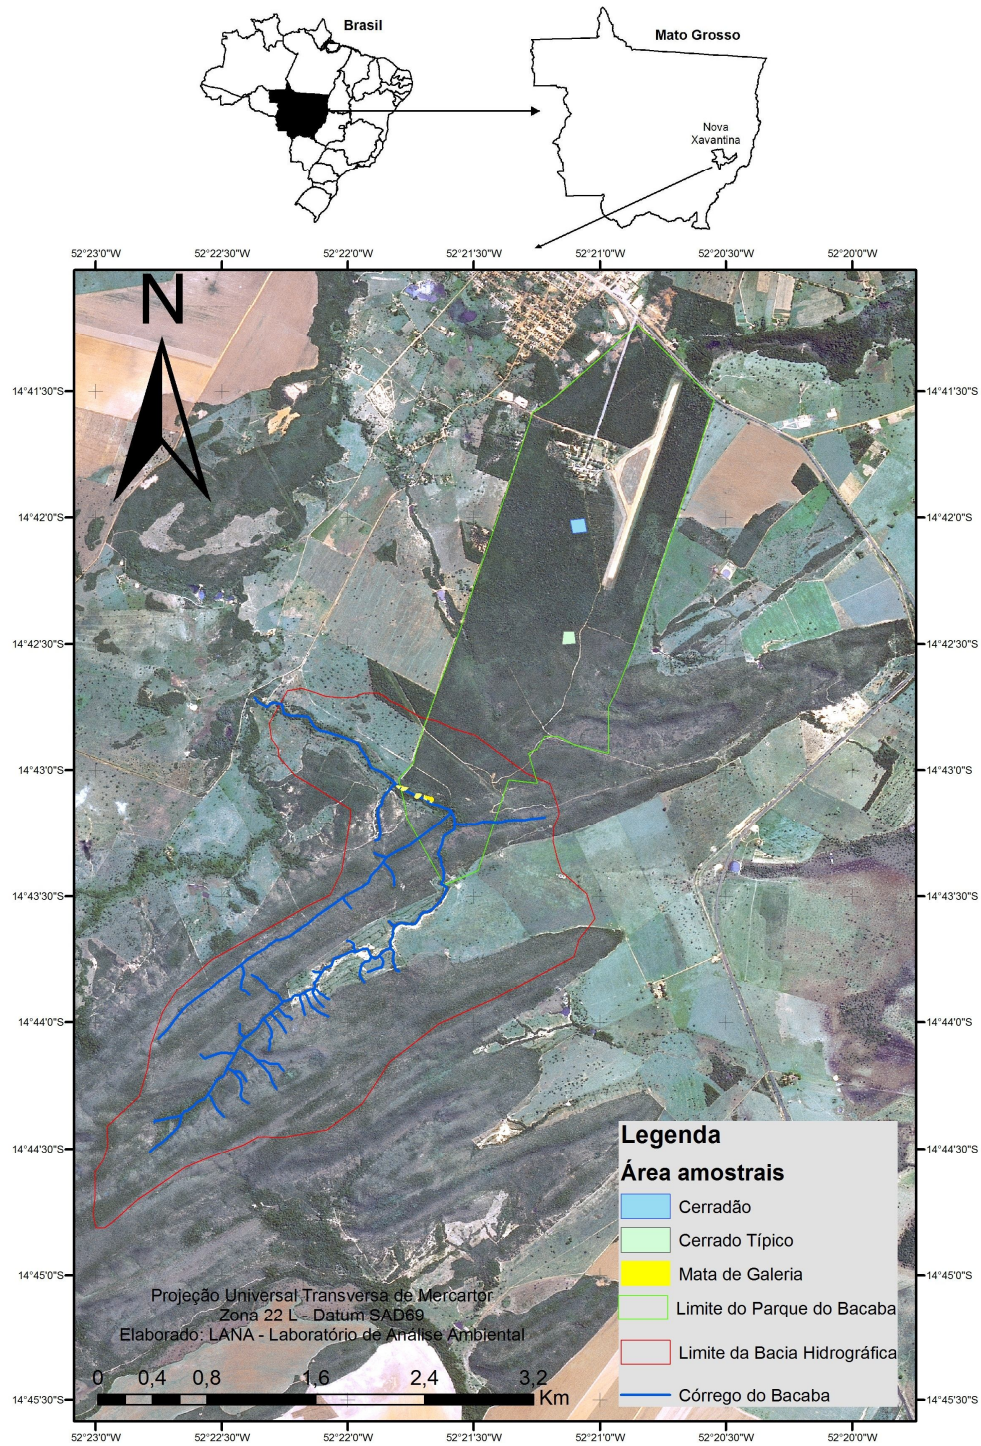 Brasil
Mato Grosso
Nova
Xavantina
52°23'0"W 52°22'30"W 52°22'0"W 52°21'30"W 52°21'0"W 52°20'30"W 52°20'0"W
N
14°41'30"S 14°41'30"S
14°42'0"S 14°42'0"S
14°42'30"S 14°42'30"S
14°43'0"S 14°43'0"S
14°43'30"S 14°43'30"S
14°44'0"S 14°44'0"S
14°44'30"S 14°44'30"S
14°45'0"S 14°45'0"S
14°45'30"S 14°45'30"S
Legenda
Área amostrais
Cerradão
Cerrado Típico
Mata de Galeria
Limite do Parque do Bacaba
Limite da Bacia Hidrográfica
Córrego do Bacaba
Projeção Universal Transversa de Mercartor
Zona 22 L - Datum SAD69
Elaborado: LANA - Laboratório de Análise Ambiental
0 0,4 0,8 1,6 2,4 3,2
Km
52°23'0"W 52°22'30"W 52°22'0"W 52°21'30"W 52°21'0"W 52°20'30"W 52°20'0"W